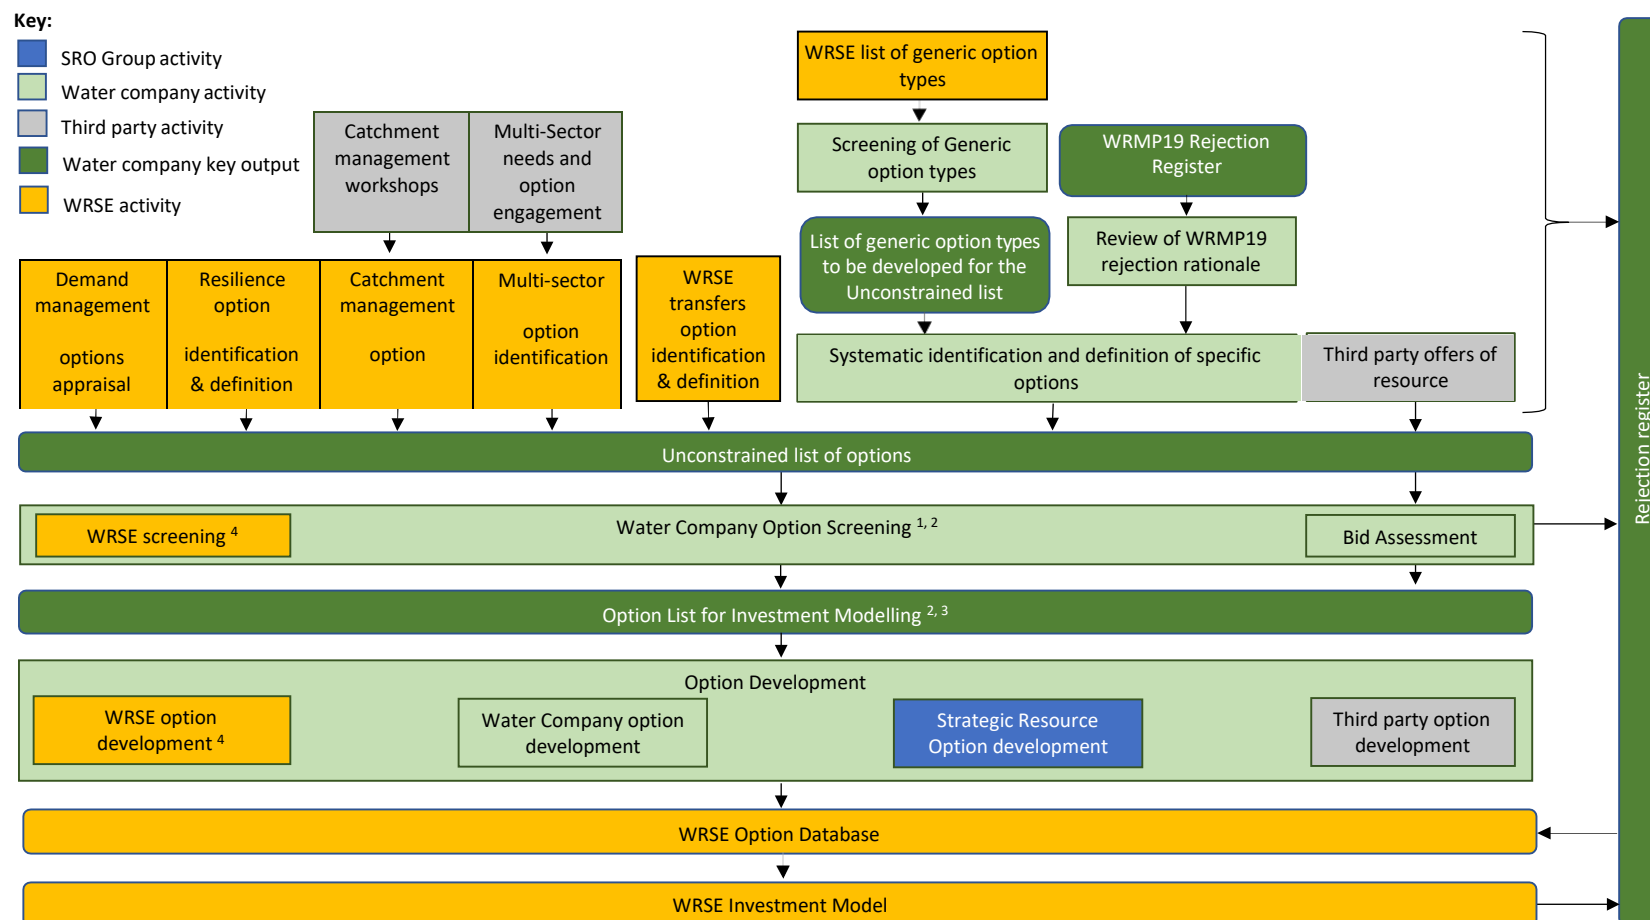 Key:
SRO Group activity
Water company activity
Third party activity
Water company key output
WRSE activity
Catchment
management
workshops
Multi-Sector
needs and
option
engagement
WRSE list of generic option
types
Screening of Generic
option types
WRMP19 Rejection
Register
List of generic option types
to be developed for the
Unconstrained list
Review of WRMP19
rejection rationale
Demand
management
options
appraisal
Resilience
option
identification
& definition
Catchment
management
option
Multi-sector
option
identification
WRSE
transfers
option
identification
& definition
Systematic identification and definition of specific
options
Third party offers of
resource
Unconstrained list of options
WRSE screening 4
Water Company Option Screening 1, 2
Bid Assessment
Option List for Investment Modelling 2, 3
Option Development
WRSE option
development 4
Water Company option
development
Strategic Resource
Option development
Third party option
development
WRSE Option Database
WRSE Investment Model
Rejection register